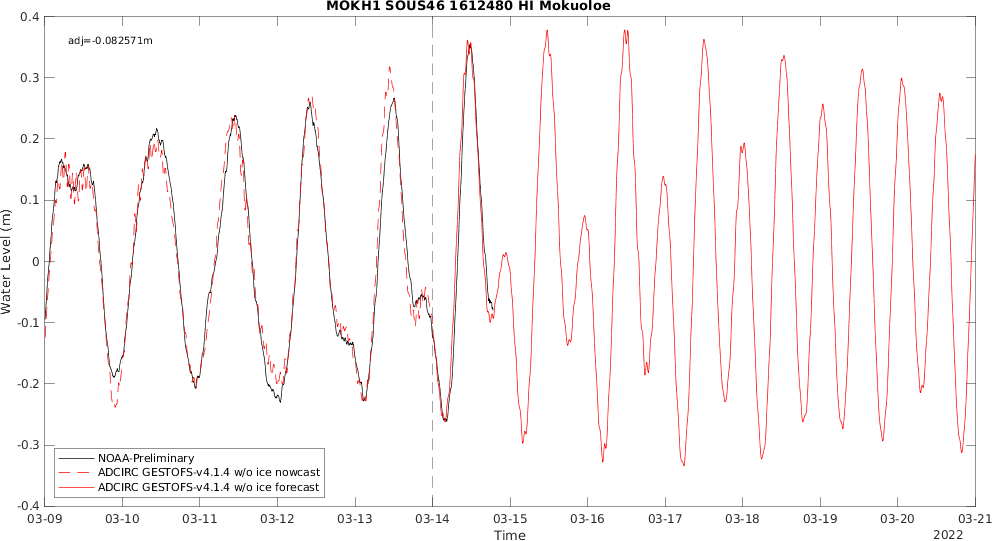 MOKH1 SOUS46 1612480 HI Mokuoloe
adj=-0.082571m
0.4
0.3
0.2
0.1
0
-0.1
-0.2
-0.3
-0.4
Water Level (m)
NOAA-Preliminary
ADCIRC GESTOFS-v4.1.4 w/o ice nowcast
ADCIRC GESTOFS-v4.1.4 w/o ice forecast
03-09 03-10 03-11 03-12 03-13 03-14 03-15 03-16 03-17 03-18 03-19 03-20 03-21
Time
2022